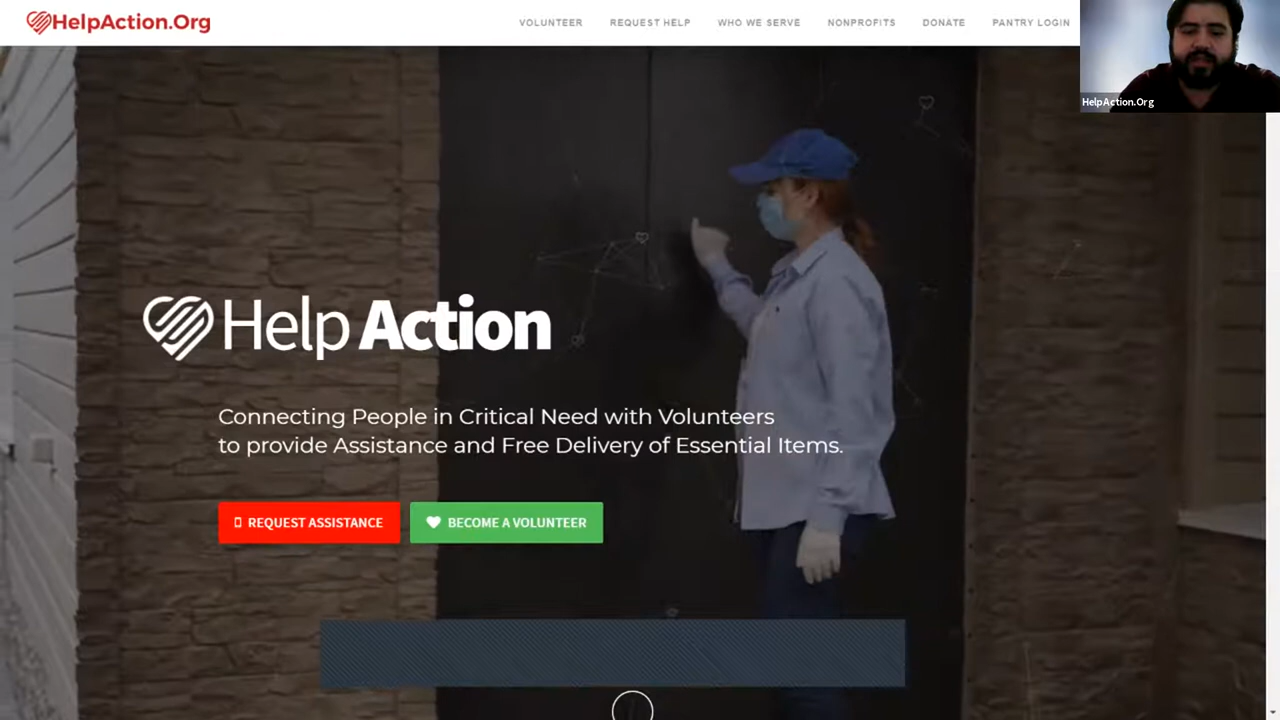 HelpAction.Org
VOLUNTEER REQUEST HELP WHO WE SERVE NONPROFITS DONATE PANTRY LOGIN
HelpAction.Org
Help Action
Connecting People in Critical Need with Volunteers
to provide Assistance and Free Delivery of Essential Items.
REQUEST ASSISTANCE
BECOME A VOLUNTEER